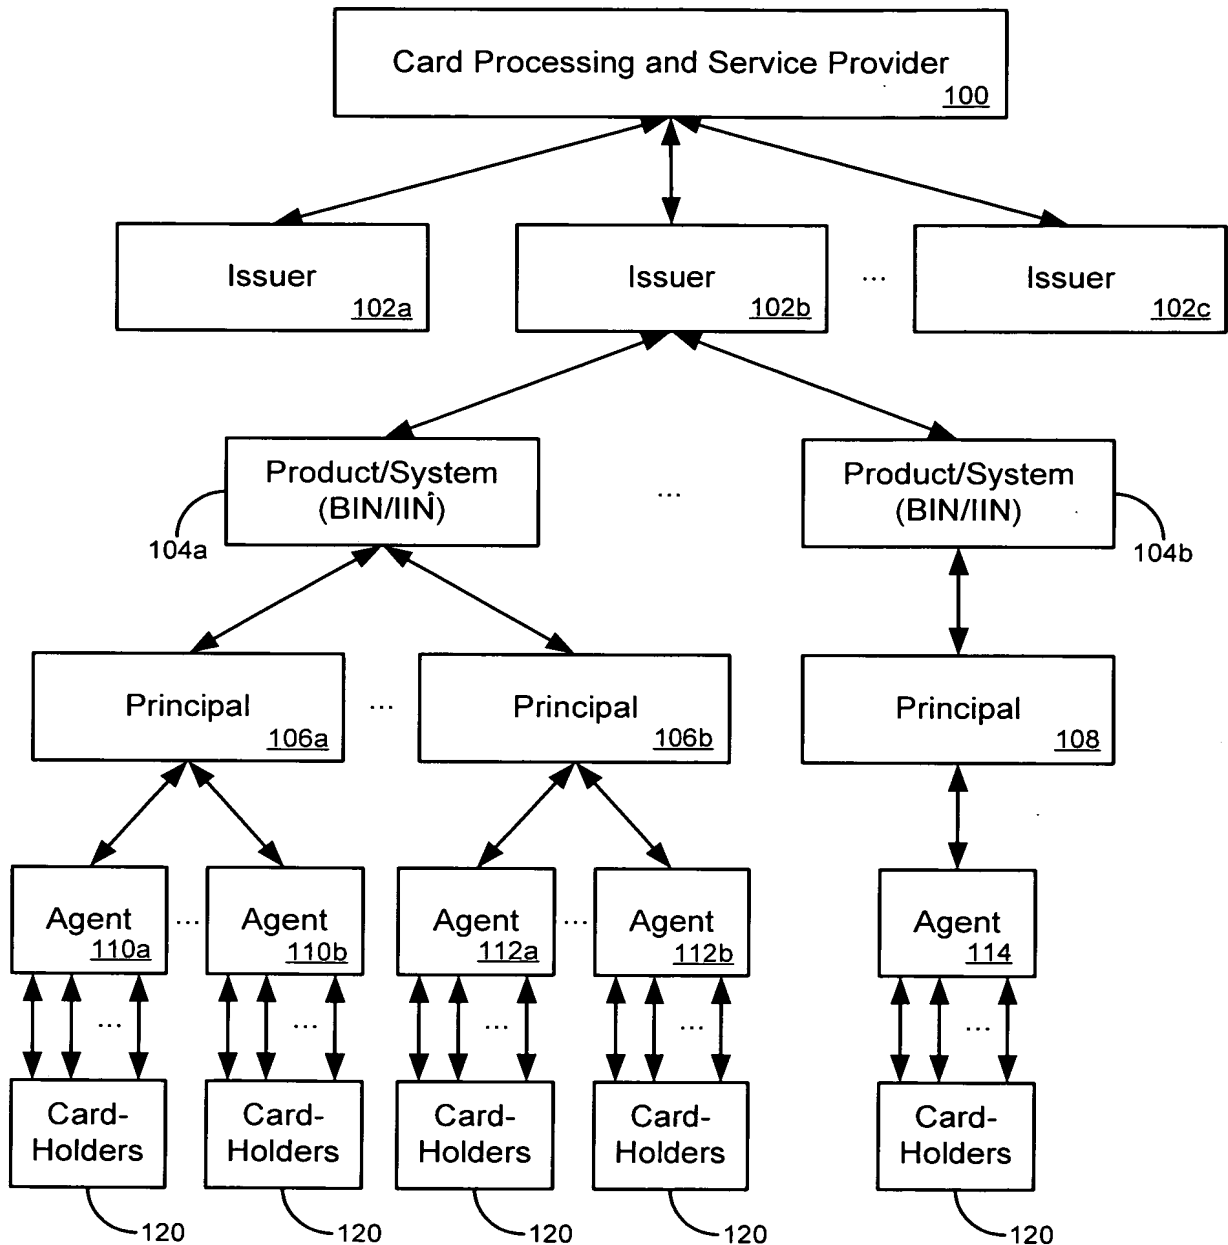 Card Processing and Service Provider
100
Issuer
102a
Issuer
102b
...
Issuer
102c
Product/System
(BIN/IIN)
104a
...
Product/System
(BIN/IIN)
104b
Principal
106a
...
Principal
106b
Principal
108
Agent
110a
...
Agent
110b
Agent
112a
...
Agent
112b
Agent
114
...
...
...
...
...
Card-
Holders
120
Card-
Holders
120
Card-
Holders
120
Card-
Holders
120
Card-
Holders
120